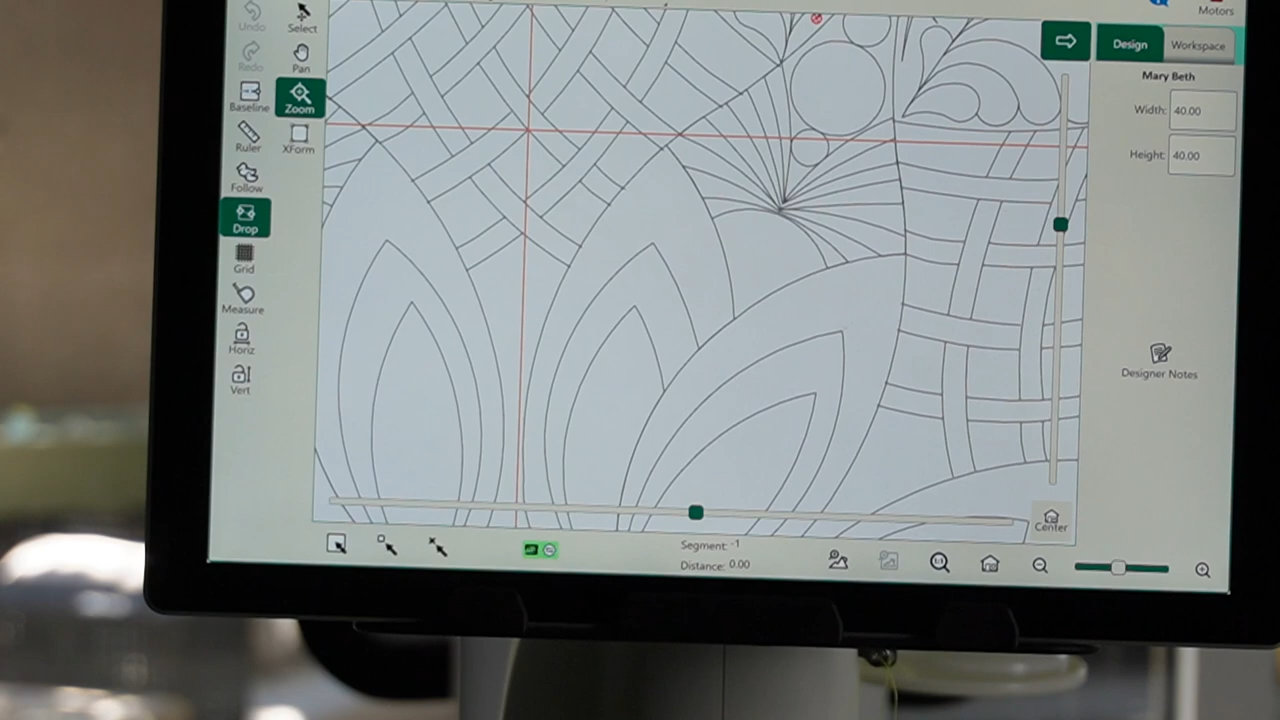 Undo
Select
Motors
Redo
Pan
Design
Workspace
Baseline
Zoom
Mary Beth
Width: 40.00
Ruler
XForm
Height: 40.00
Follow
Drop
Grid
Measure
Horiz
Designer Notes
Vert
Center
Segment: -1
Distance: 0.00